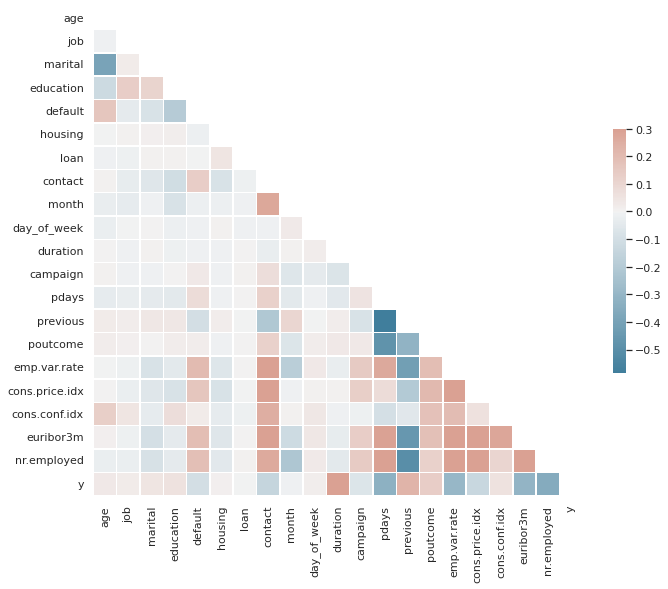 age
job
marital
education
default
housing
loan
contact
month
day_of_week
duration
campaign
pdays
previous
poutcome
emp.var.rate
cons.price.idx
cons.conf.idx
euribor3m
nr.employed
y
age
job
marital
education
default
housing
loan
contact
month
day_of_week
duration
campaign
pdays
previous
poutcome
emp.var.rate
cons.price.idx
cons.conf.idx
euribor3m
nr.employed
y
0.3
0.2
0.1
0.0
−0.1
−0.2
−0.3
−0.4
−0.5